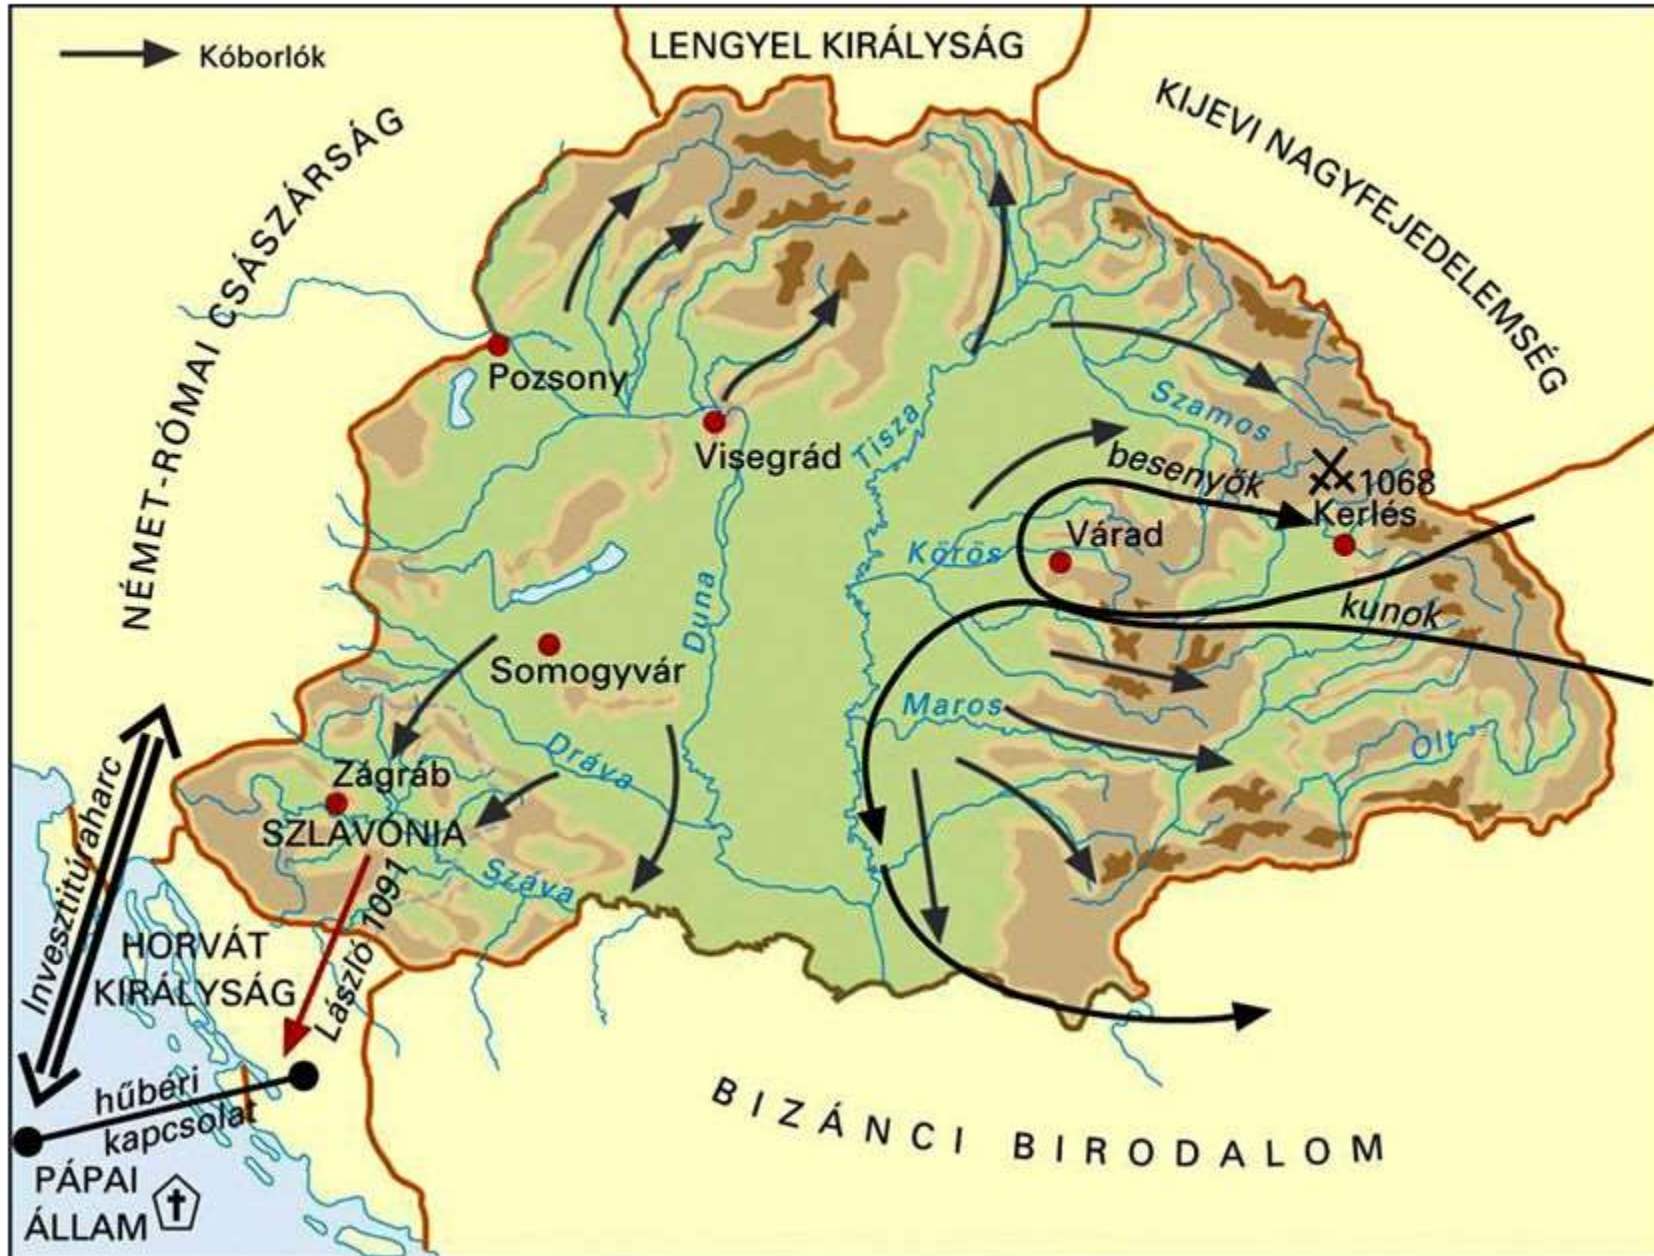 Kóborlók
LENGYEL KIRÁLYSÁG
KIJEVI NAGYFEJEDELEMSÉG
NÉMET-RÓMAI CSÁSZÁRSÁG
Pozsony
Visegrád
Tisza
Szamos
besenyők
1068
Kerlés
Várad
Körös
kunok
Duna
Somogyvár
Maros
Olt
Dráva
Zágráb
SZLAVÓNIA
Száva
Invesztitúraharc
László 1091
HORVÁT
KIRÁLYSÁG
hűbéri
kapcsolat
PÁPAI
ÁLLAM
BIZÁNCI BIRODALOM